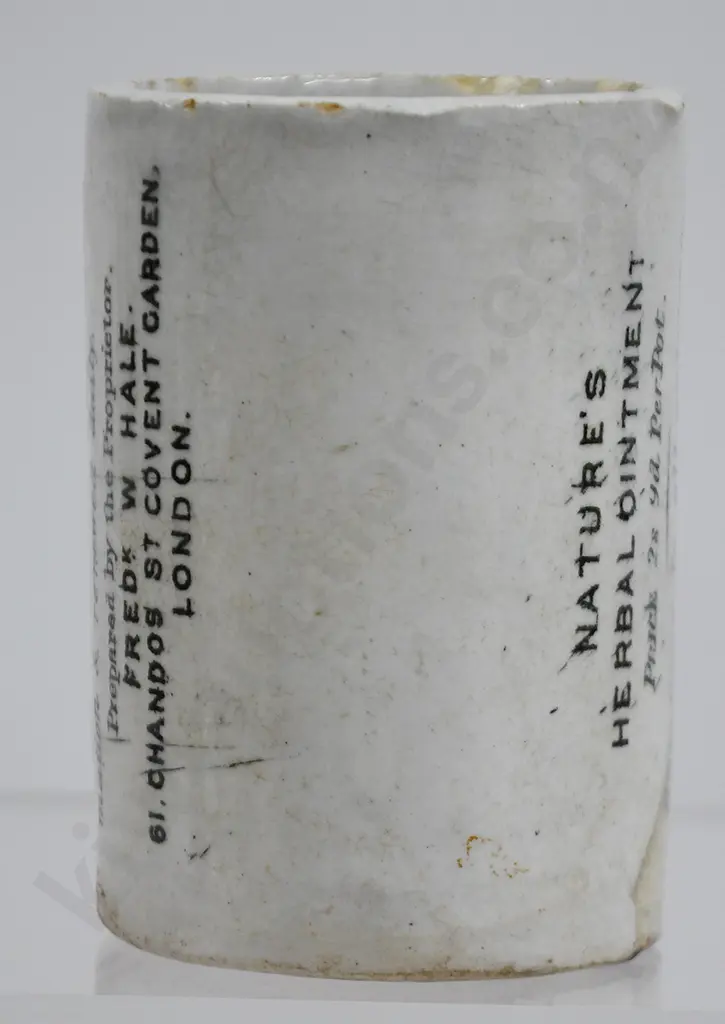 NATURE'S
HERBAL OINTMENT
Price 2s 9d Per Pot.
Prepared by the Proprietor.
FREDK W HALE.
61. CHANDOS ST COVENT GARDEN,
LONDON.